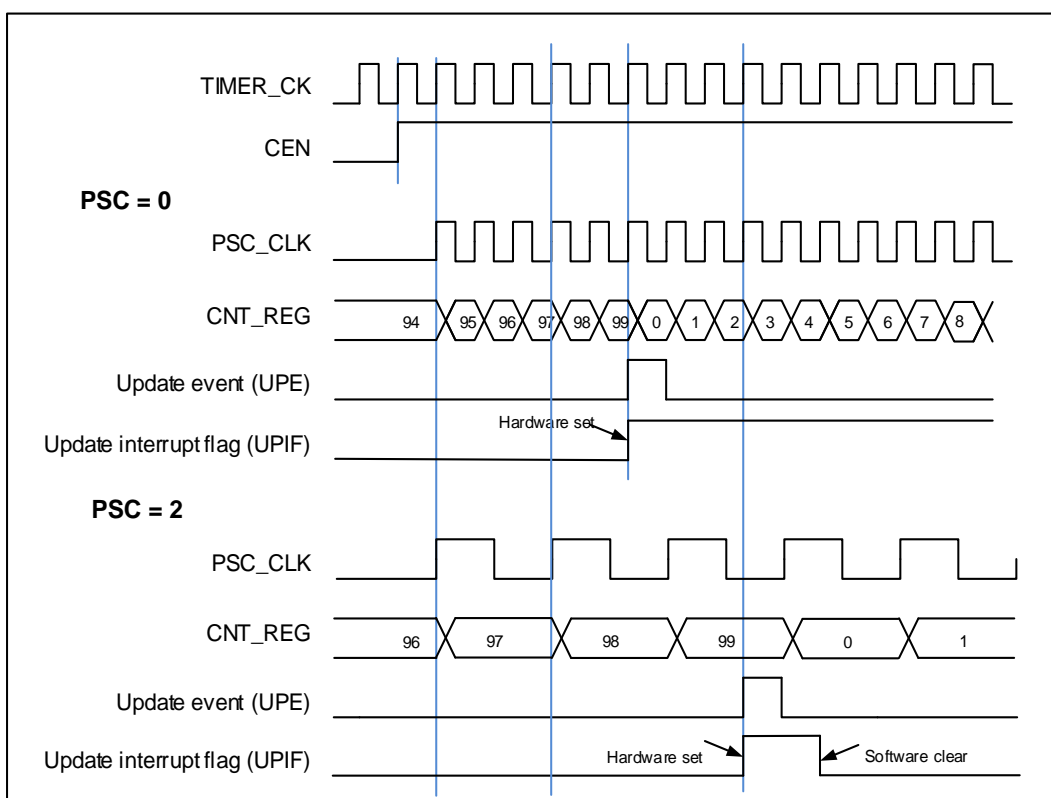 TIMER_CK
CEN
PSC = 0
PSC_CLK
CNT_REG 94 95 96 97 98 99 0 1 2 3 4 5 6 7 8
Update event (UPE)
Hardware set
Update interrupt flag (UPIF)
PSC = 2
PSC_CLK
CNT_REG 96 97 98 99 0 1
Update event (UPE)
Update interrupt flag (UPIF) Hardware set Software clear